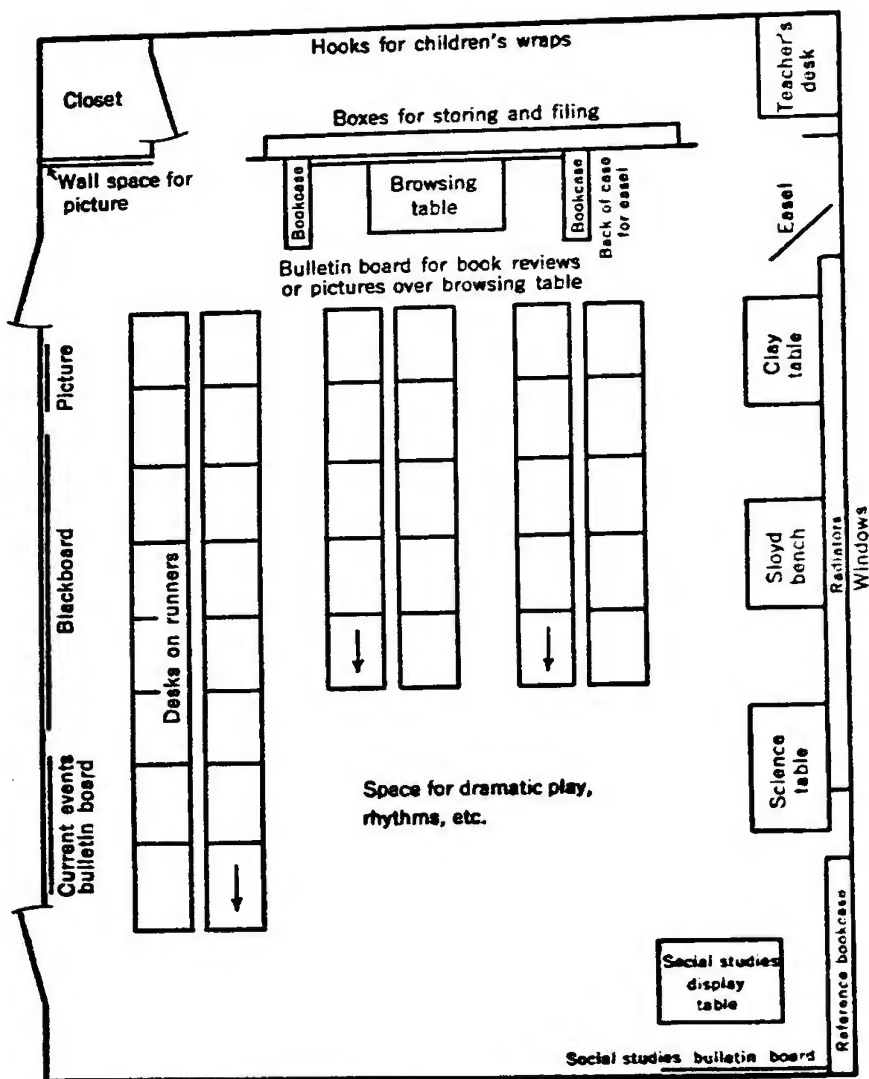 Hooks for children's wraps
Teacher's
desk
Closet
Boxes for storing and filing
Wall space for
picture
Bookcase
Browsing
table
Bookcase
Back of case
for easel
Easel
Bulletin board for book reviews
or pictures over browsing table
Picture
Clay
table
Blackboard
Desks on runners
Sloyd
bench
Radiators
Windows
Current events
bulletin board
Space for dramatic play,
rhythms, etc.
Science
table
Social studies
display
table
Reference bookcase
Social studies bulletin board